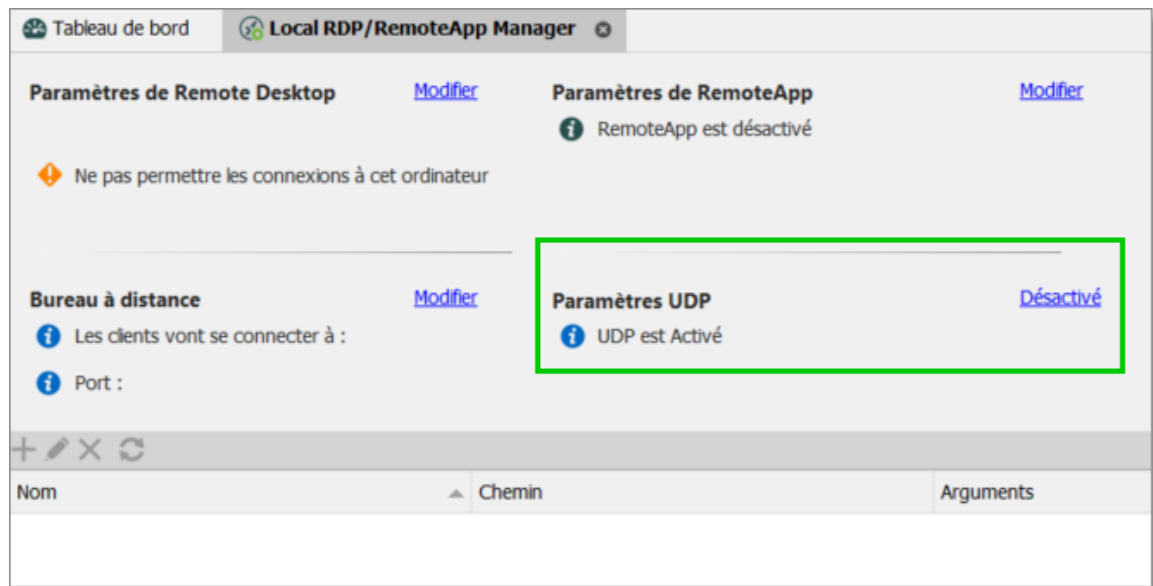 Tableau de bord
Local RDP/RemoteApp Manager
Paramètres de Remote Desktop
Modifier
Paramètres de RemoteApp
Modifier
RemoteApp est désactivé
Ne pas permettre les connexions à cet ordinateur
Bureau à distance
Modifier
Paramètres UDP
Désactivé
Les clients vont se connecter à :
UDP est Activé
Port :
Nom
Chemin
Arguments